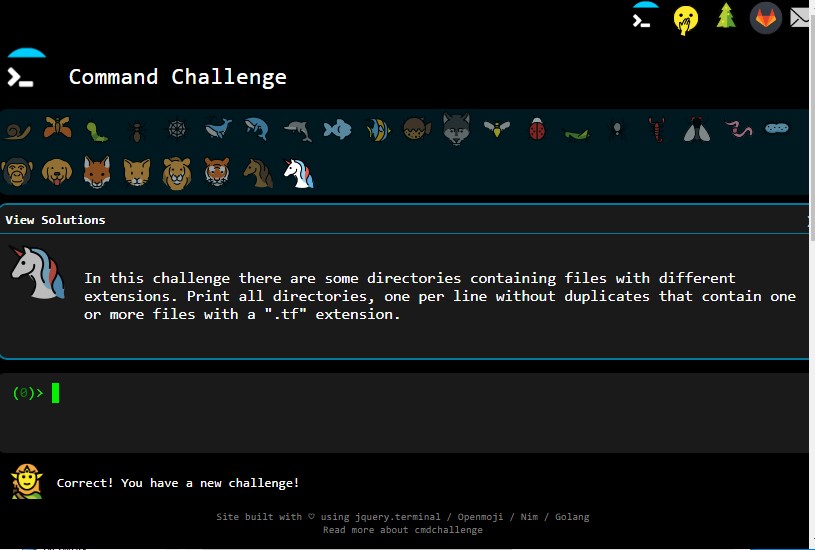 Command Challenge
View Solutions
In this challenge there are some directories containing files with different
extensions. Print all directories, one per line without duplicates that contain one
or more files with a ".tf" extension.
(0)>
Correct! You have a new challenge!
Site built with ♡ using jquery.terminal / Openmoji / Nim / Golang
Read more about cmdchallenge